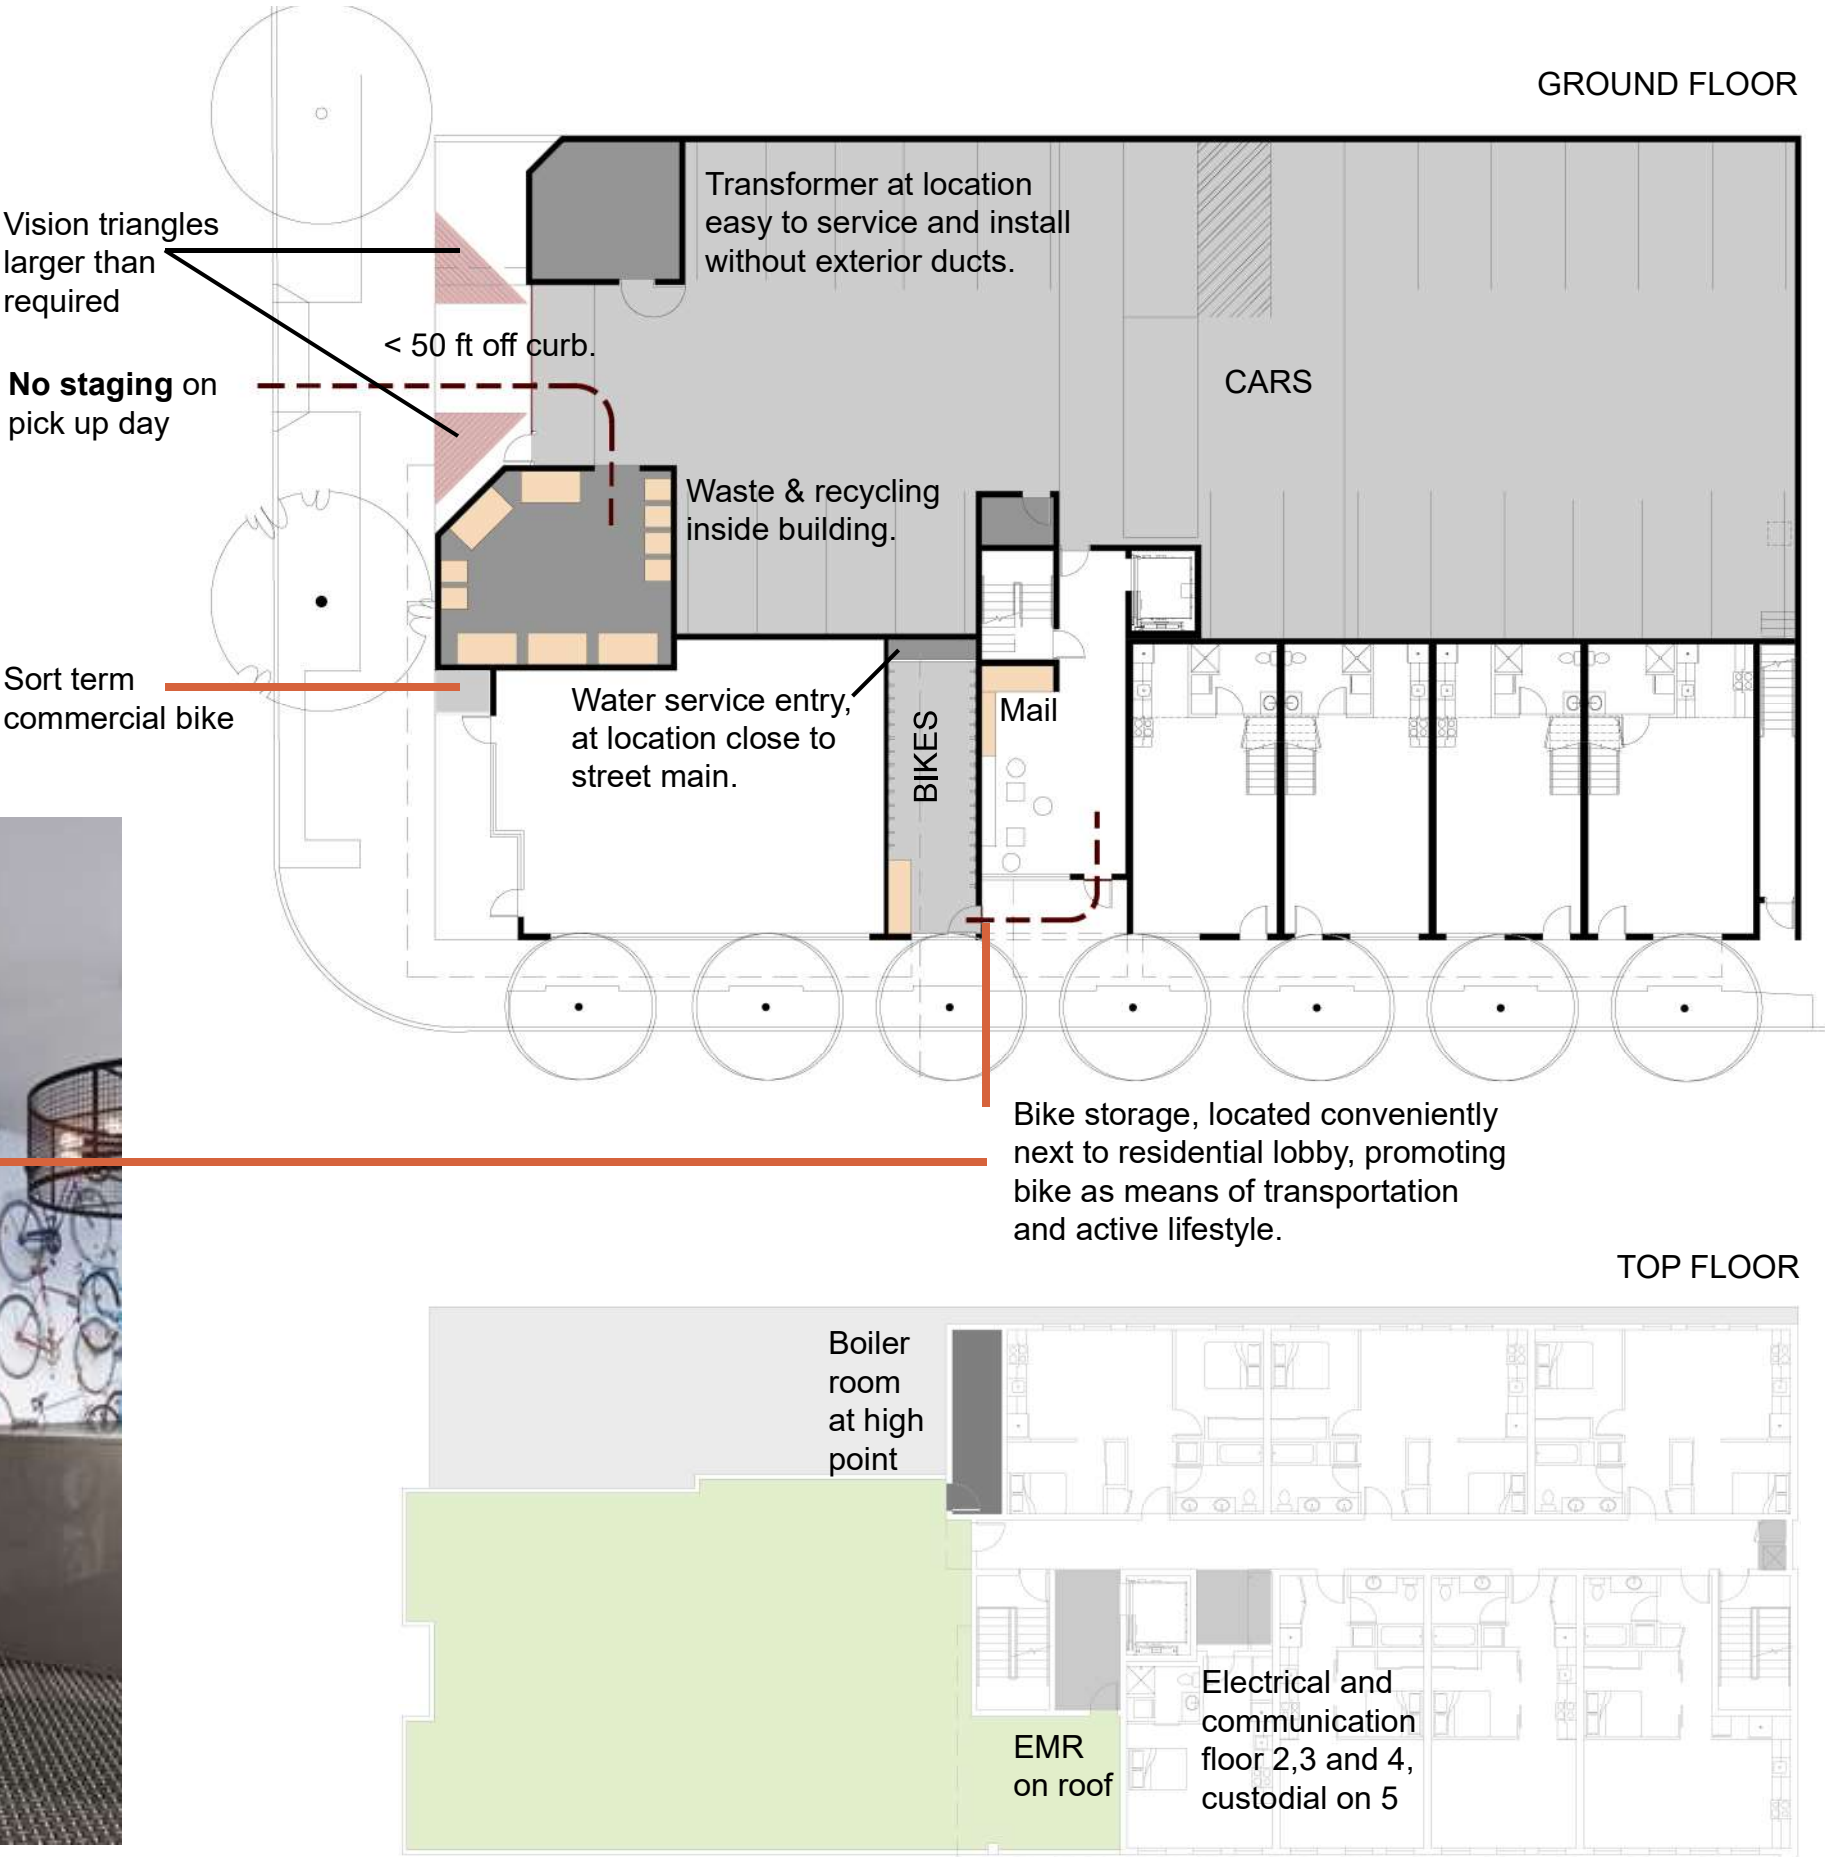 GROUND FLOOR
Transformer at location
easy to service and install
without exterior ducts.
Vision triangles
larger than
required
< 50 ft off curb.
No staging on
pick up day
CARS
Waste & recycling
inside building.
Sort term
commercial bike
Water service entry,
at location close to
street main.
BIKES
Mail
Bike storage, located conveniently
next to residential lobby, promoting
bike as means of transportation
and active lifestyle.
TOP FLOOR
Boiler
room
at high
point
EMR
on roof
Electrical and
communication
floor 2,3 and 4,
custodial on 5